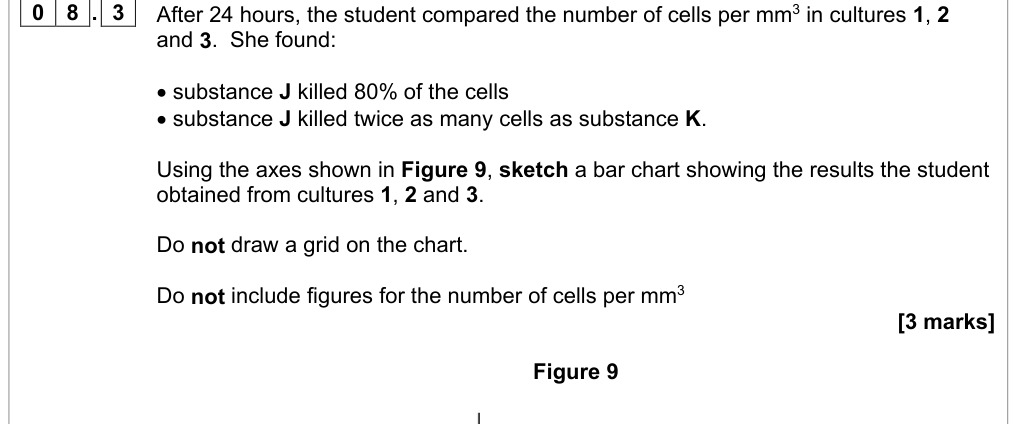 0 8 . 3 After 24 hours, the student compared the number of cells per mm³ in cultures 1, 2
and 3. She found:
• substance J killed 80% of the cells
• substance J killed twice as many cells as substance K.
Using the axes shown in Figure 9, sketch a bar chart showing the results the student
obtained from cultures 1, 2 and 3.
Do not draw a grid on the chart.
Do not include figures for the number of cells per mm³
[3 marks]
Figure 9